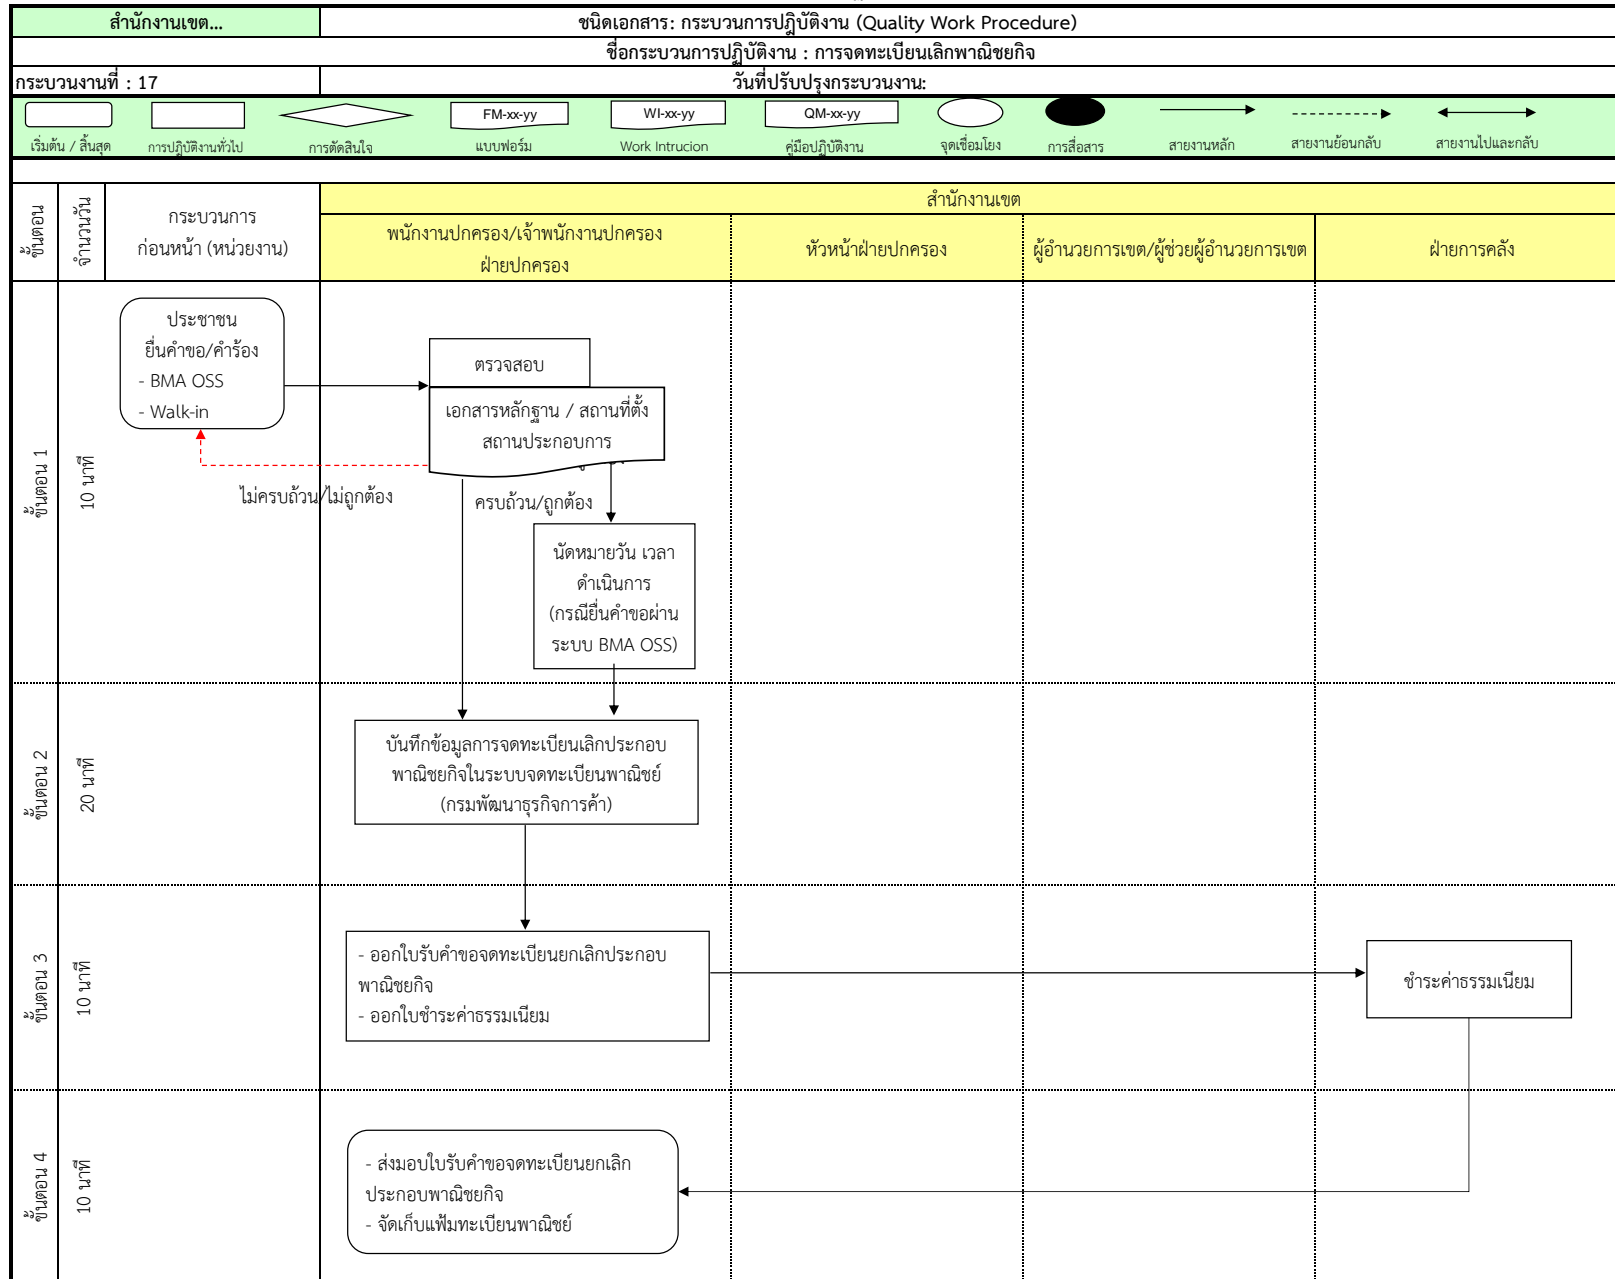 สำนักงานเขต...
ชนิดเอกสาร: กระบวนการปฎิบัติงาน (Quality Work Procedure)
ชื่อกระบวนการปฏิบัติงาน : การจดทะเบียนเลิกพาณิชยกิจ
กระบวนงานที่ : 17
วันที่ปรับปรุงกระบวนงาน:
FM-xx-yy
WI-xx-yy
QM-xx-yy
เริ่มต้น / สิ้นสุด
การปฏิบัติงานทั่วไป
การตัดสินใจ
แบบฟอร์ม
Work Intrucion
คู่มือปฏิบัติงาน
จุดเชื่อมโยง
การสื่อสาร
สายงานหลัก
สายงานย้อนกลับ
สายงานไปและกลับ
ขั้นตอน
จำนวนวัน
กระบวนการ
ก่อนหน้า (หน่วยงาน)
สำนักงานเขต
พนักงานปกครอง/เจ้าพนักงานปกครอง
ฝ่ายปกครอง
หัวหน้าฝ่ายปกครอง
ผู้อำนวยการเขต/ผู้ช่วยผู้อำนวยการเขต
ฝ่ายการคลัง
ขั้นตอน 1
10 นาที
ประชาชน
ยื่นคำขอ/คำร้อง
- BMA OSS
- Walk-in
ตรวจสอบ
เอกสารหลักฐาน / สถานที่ตั้ง
สถานประกอบการ
ไม่ครบถ้วน/ไม่ถูกต้อง
ครบถ้วน/ถูกต้อง
นัดหมายวัน เวลา
ดำเนินการ
(กรณียื่นคำขอผ่าน
ระบบ BMA OSS)
ขั้นตอน 2
20 นาที
บันทึกข้อมูลการจดทะเบียนเลิกประกอบ
พาณิชยกิจในระบบจดทะเบียนพาณิชย์
(กรมพัฒนาธุรกิจการค้า)
ขั้นตอน 3
10 นาที
- ออกใบรับคำขอจดทะเบียนยกเลิกประกอบ
พาณิชยกิจ
- ออกใบชำระค่าธรรมเนียม
ชำระค่าธรรมเนียม
ขั้นตอน 4
10 นาที
- ส่งมอบใบรับคำขอจดทะเบียนยกเลิก
ประกอบพาณิชยกิจ
- จัดเก็บแฟ้มทะเบียนพาณิชย์